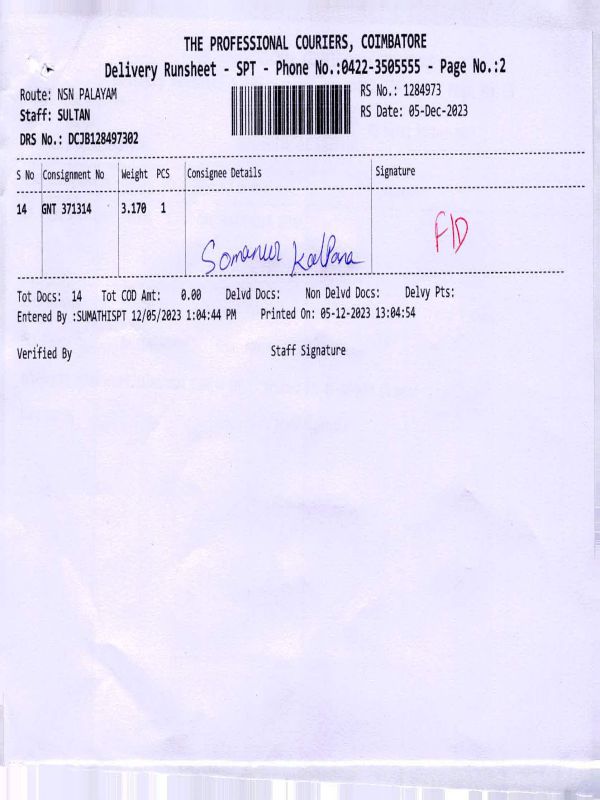 THE PROFESSIONAL COURIERS, COIMBATORE
Delivery Runsheet - SPT - Phone No.:0422-3505555 - Page No.:2
Route: NSN PALAYAM
RS No.: 1284973
Staff: SULTAN
RS Date: 05-Dec-2023
DRS No.: DCJB128497302
S No Consignment No Weight PCS Consignee Details Signature
14 GNT 371314 3.170 1
Somanur Kalpana
F/D
Tot Docs: 14 Tot COD Amt: 0.00 Delvd Docs: Non Delvd Docs: Delvy Pts:
Entered By :SUMATHISPT 12/05/2023 1:04:44 PM Printed On: 05-12-2023 13:04:54
Verified By Staff Signature